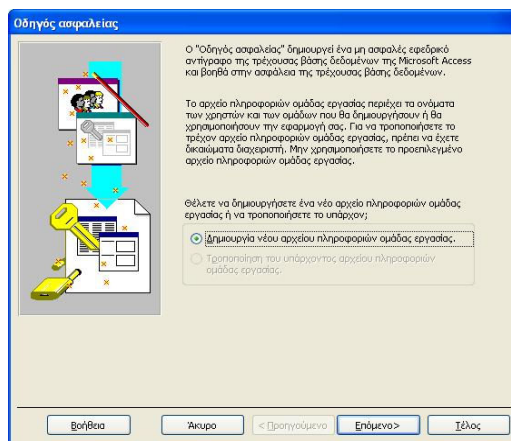 Οδηγός ασφαλείας
Ο "Οδηγός ασφαλείας" δημιουργεί ένα μη ασφαλές εφεδρικό
αντίγραφο της τρέχουσας βάσης δεδομένων της Microsoft Access
και βοηθά στην ασφάλεια της τρέχουσας βάσης δεδομένων.
Το αρχείο πληροφοριών ομάδας εργασίας περιέχει τα ονόματα
των χρηστών και των ομάδων που θα δημιουργήσουν ή θα
χρησιμοποιήσουν την εφαρμογή σας. Για να τροποποιήσετε το
τρέχον αρχείο πληροφοριών ομάδας εργασίας, πρέπει να έχετε
δικαιώματα διαχειριστή. Μην χρησιμοποιήσετε το προεπιλεγμένο
αρχείο πληροφοριών ομάδας εργασίας.
Θέλετε να δημιουργήσετε ένα νέο αρχείο πληροφοριών ομάδας
εργασίας ή να τροποποιήσετε το υπάρχον;
Δημιουργία νέου αρχείου πληροφοριών ομάδας εργασίας.
Τροποποίηση του υπάρχοντος αρχείου πληροφοριών
ομάδας εργασίας.
Βοήθεια Άκυρο < Προηγούμενο Επόμενο > Τέλος